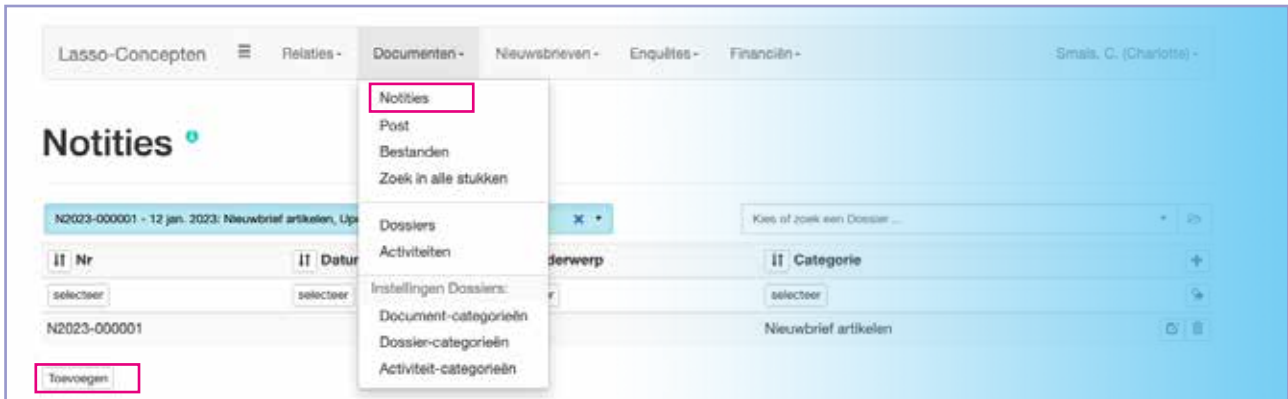 Lasso-Concepten Relaties Documenten Nieuwsbrieven Enquêtes Financiën Smals, C. (Charlotte)
Notities
Post
Bestanden
Zoek in alle stukken
Dossiers
Activiteiten
Instellingen Dossiers:
Document-categorieën
Dossier-categorieën
Activiteit-categorieën
Notities
N2023-000001 - 12 jan. 2023: Nieuwbrief artikelen, Kies of zoek een Dossier ...
Nr Categorie
selecteer selecteer selecteer
N2023-000001 Nieuwbrief artikelen
Toevoegen